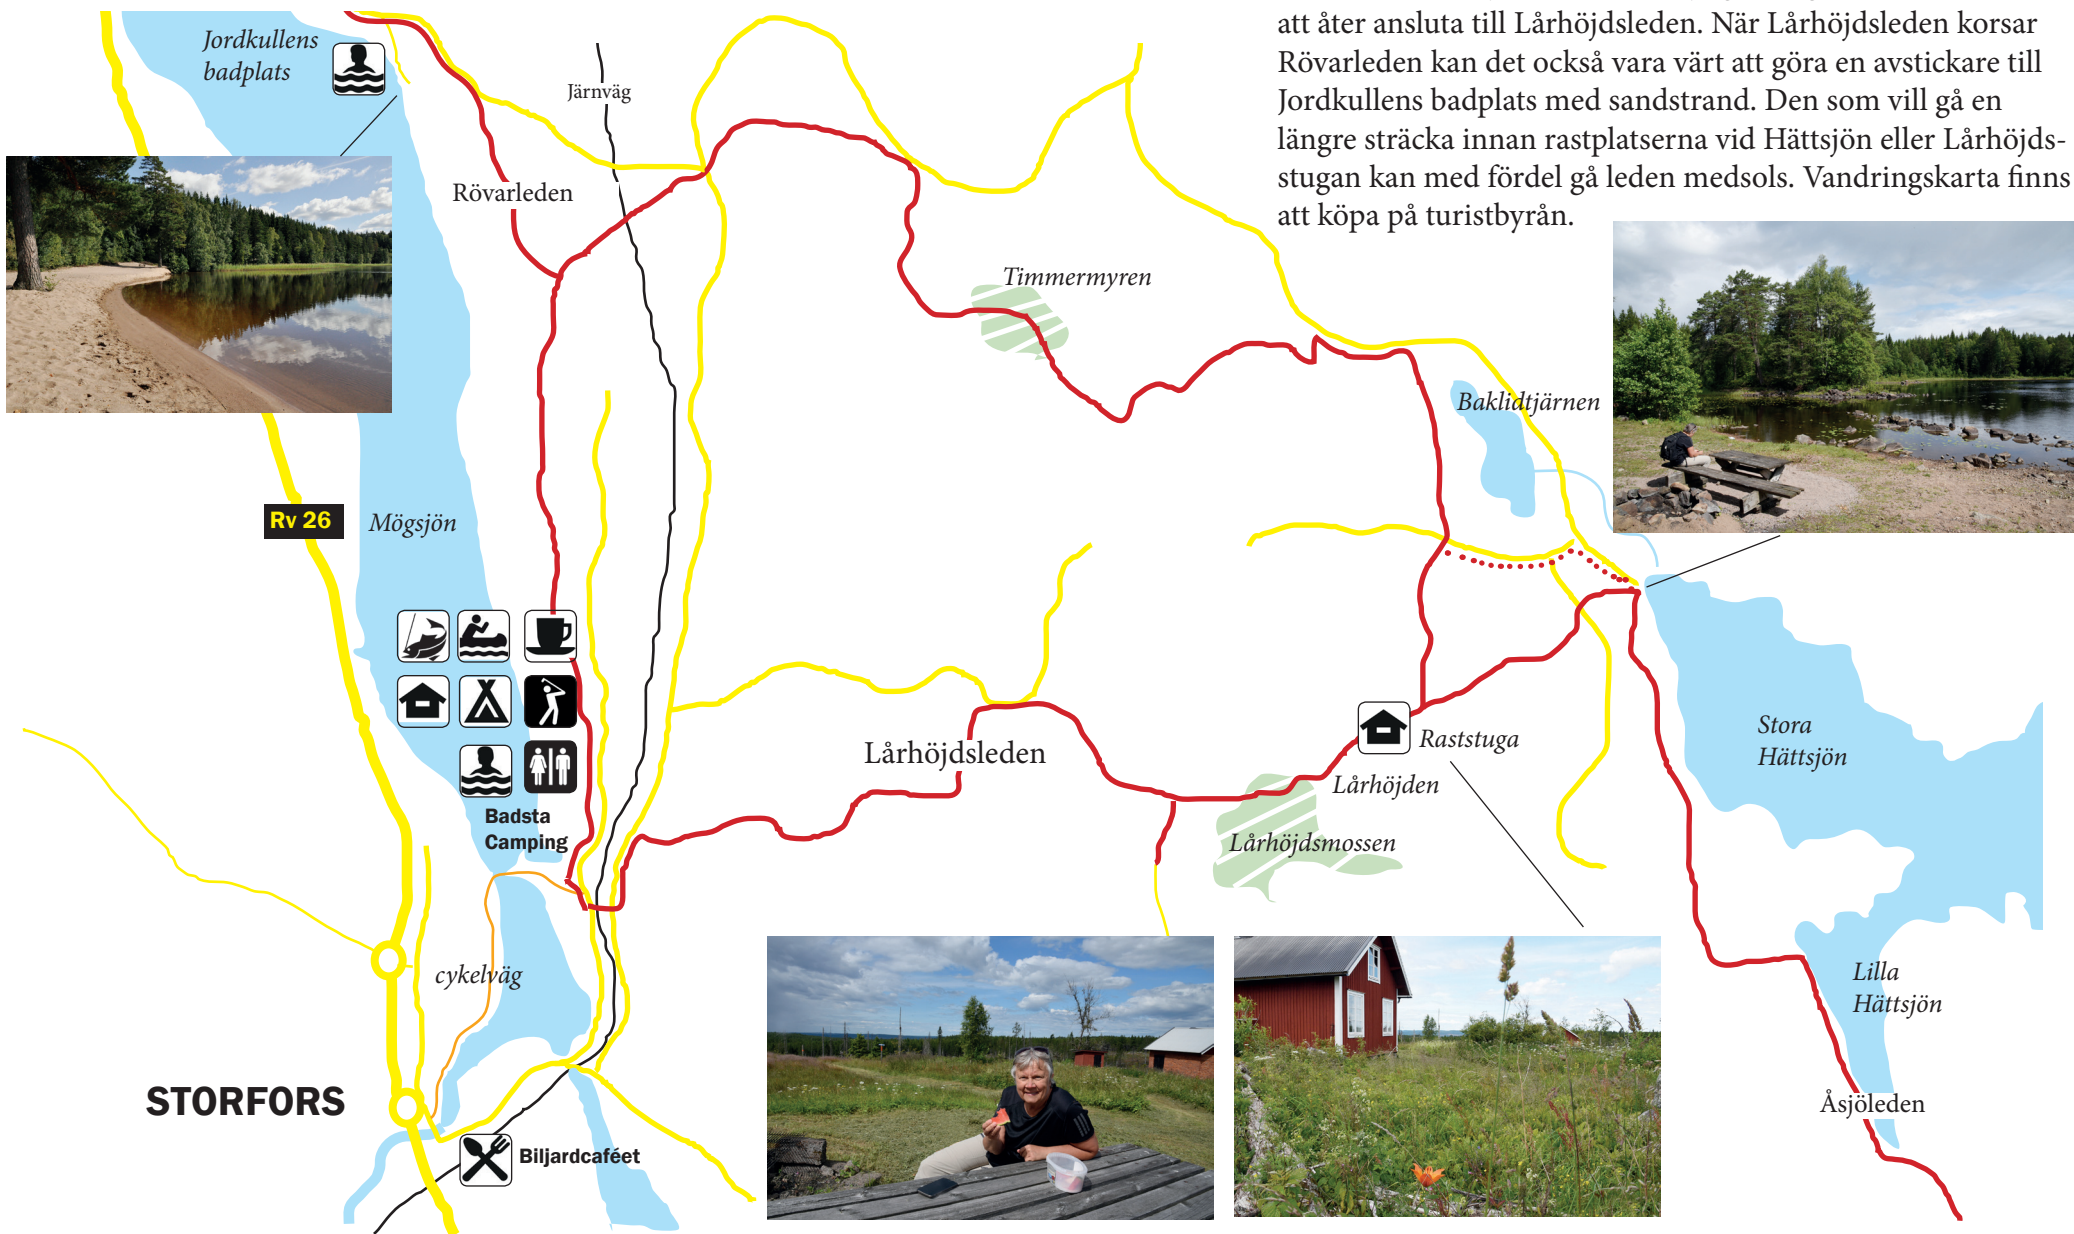 att åter ansluta till Lårhöjdsleden. När Lårhöjdsleden korsar
Rövarleden kan det också vara värt att göra en avstickare till
Jordkullens badplats med sandstrand. Den som vill gå en
längre sträcka innan rastplatserna vid Hättsjön eller Lårhöjds-
stugan kan med fördel gå leden medsols. Vandringskarta finns
att köpa på turistbyrån.
Jordkullens
badplats
Järnväg
Rövarleden
Timmermyren
Baklidtjärnen
Rv 26
Mögsjön
Stora
Hättsjön
Raststuga
Lårhöjdsleden
Lårhöjden
Badsta
Camping
Lårhöjdsmossen
cykelväg
Lilla
Hättsjön
STORFORS
Åsjöleden
Biljardcaféet